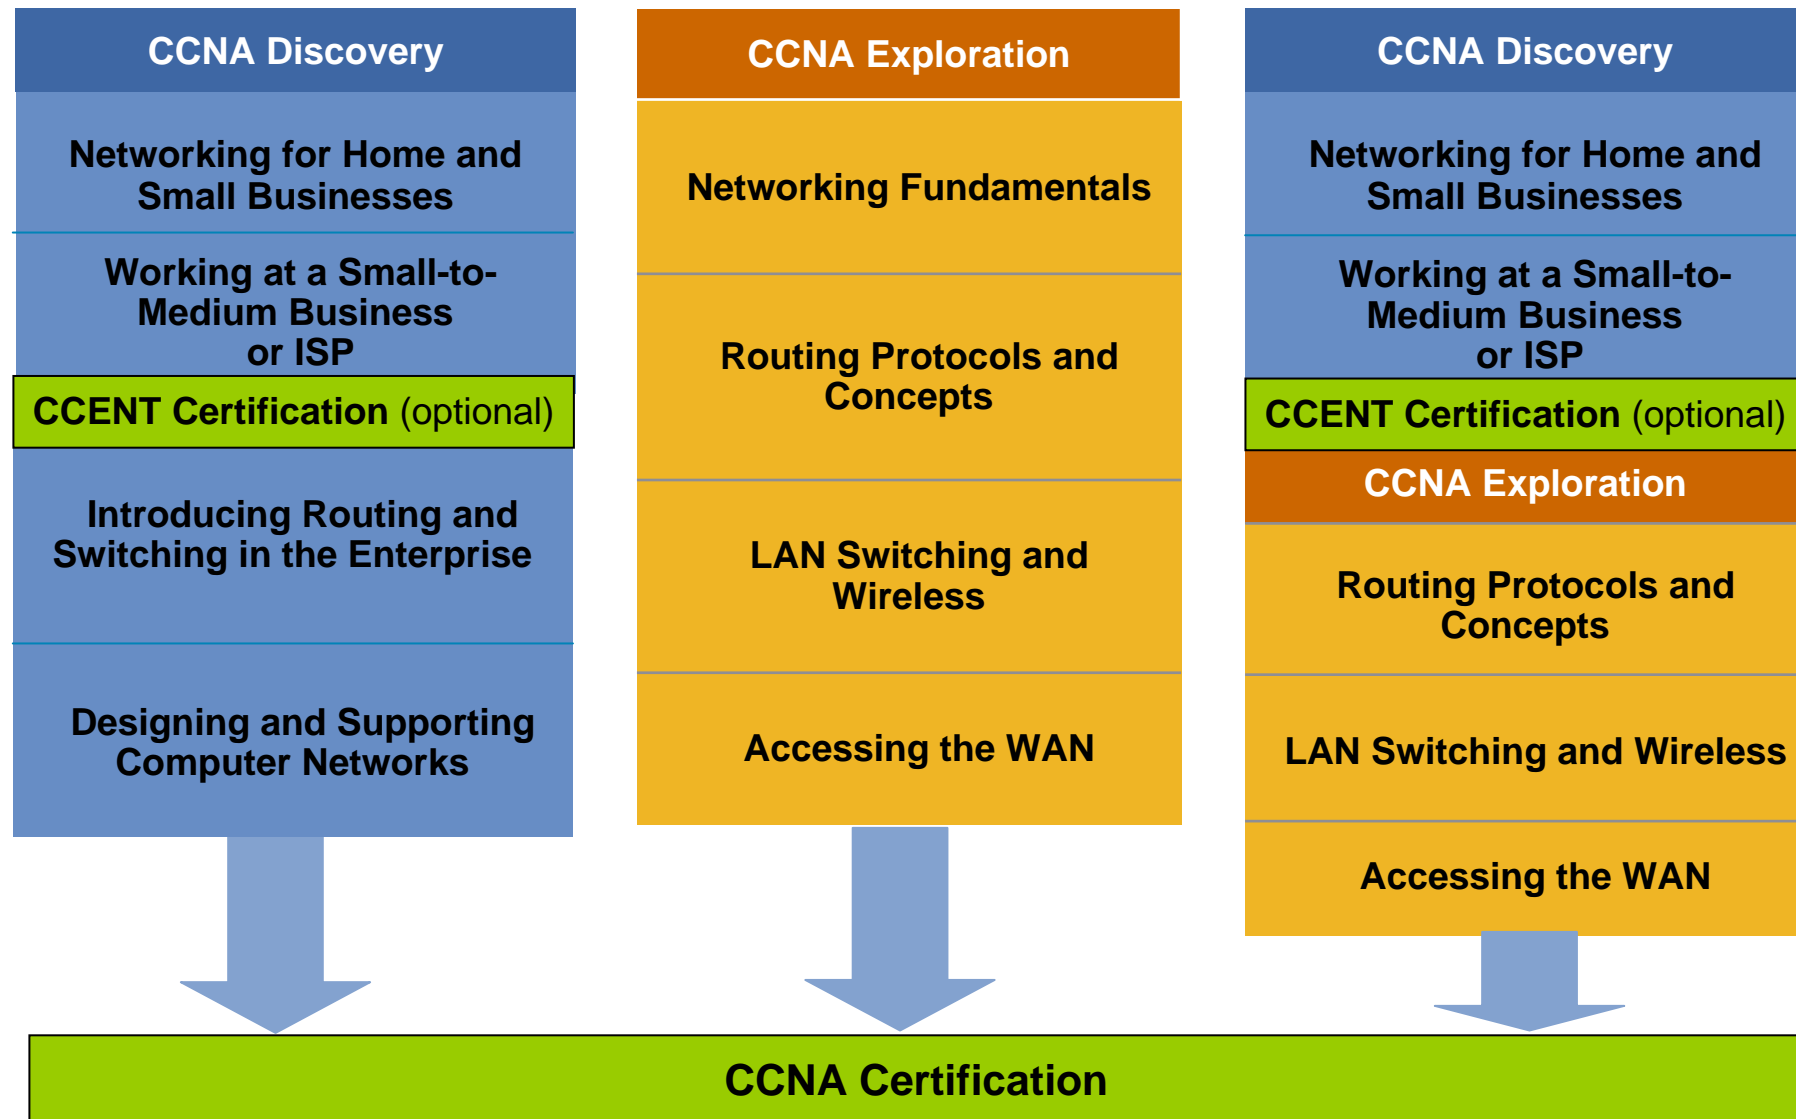 CCNA Discovery
Networking for Home and
Small Businesses
Working at a Small-to-
Medium Business
or ISP
CCENT Certification (optional)
Introducing Routing and
Switching in the Enterprise
Designing and Supporting
Computer Networks
CCNA Exploration
Networking Fundamentals
Routing Protocols and
Concepts
LAN Switching and
Wireless
Accessing the WAN
CCNA Discovery
Networking for Home and
Small Businesses
Working at a Small-to-
Medium Business
or ISP
CCENT Certification (optional)
CCNA Exploration
Routing Protocols and
Concepts
LAN Switching and Wireless
Accessing the WAN
CCNA Certification